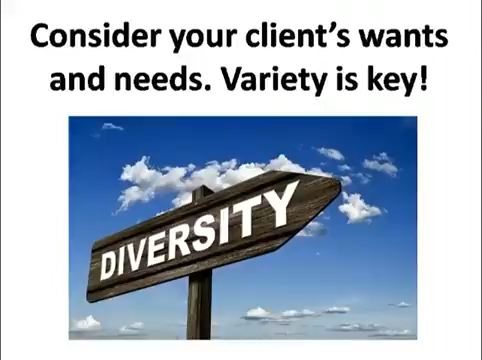 Consider your client's wants
and needs. Variety is key!
DIVERSITY